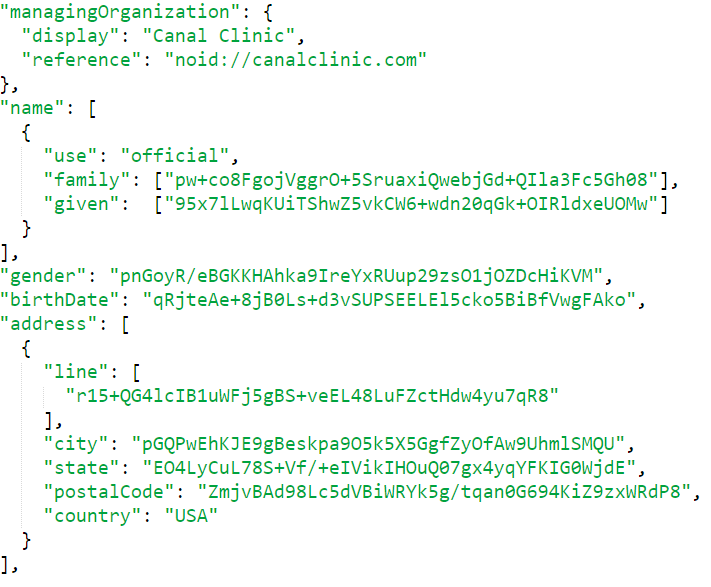 "managingOrganization": {
"display": "Canal Clinic",
"reference": "noid://canalclinic.com"
},
"name": [
{
"use": "official",
"family": ["pw+co8FgojVggrO+5SruaxiQwebjGd+QIla3Fc5Gh08"],
"given":  ["95x7lLwqKUiTShwZ5vkCW6+wdn20qGk+OIRldxeUOMw"]
}
],
"gender": "pnGoyR/eBGKKHAhka9IreYxRUup29zsO1jOZDcHiKVM",
"birthDate": "qRjteAe+8jB0Ls+d3vSUPSEELEl5cko5BiBfVwgFAko",
"address": [
{
"line": [
"r15+QG4lcIB1uWFj5gBS+veEL48LuFZctHdw4yu7qR8"
],
"city": "pGQPwEhKJE9gBeskpa9O5k5X5GgfZyOfAw9UhmlSMQU",
"state": "EO4LyCuL78S+Vf/+eIVikIHOuQ07gx4yqYFKIG0WjdE",
"postalCode": "ZmjvBAd98Lc5dVBiWRYk5g/tqan0G694KiZ9zxWRdP8",
"country": "USA"
}
],